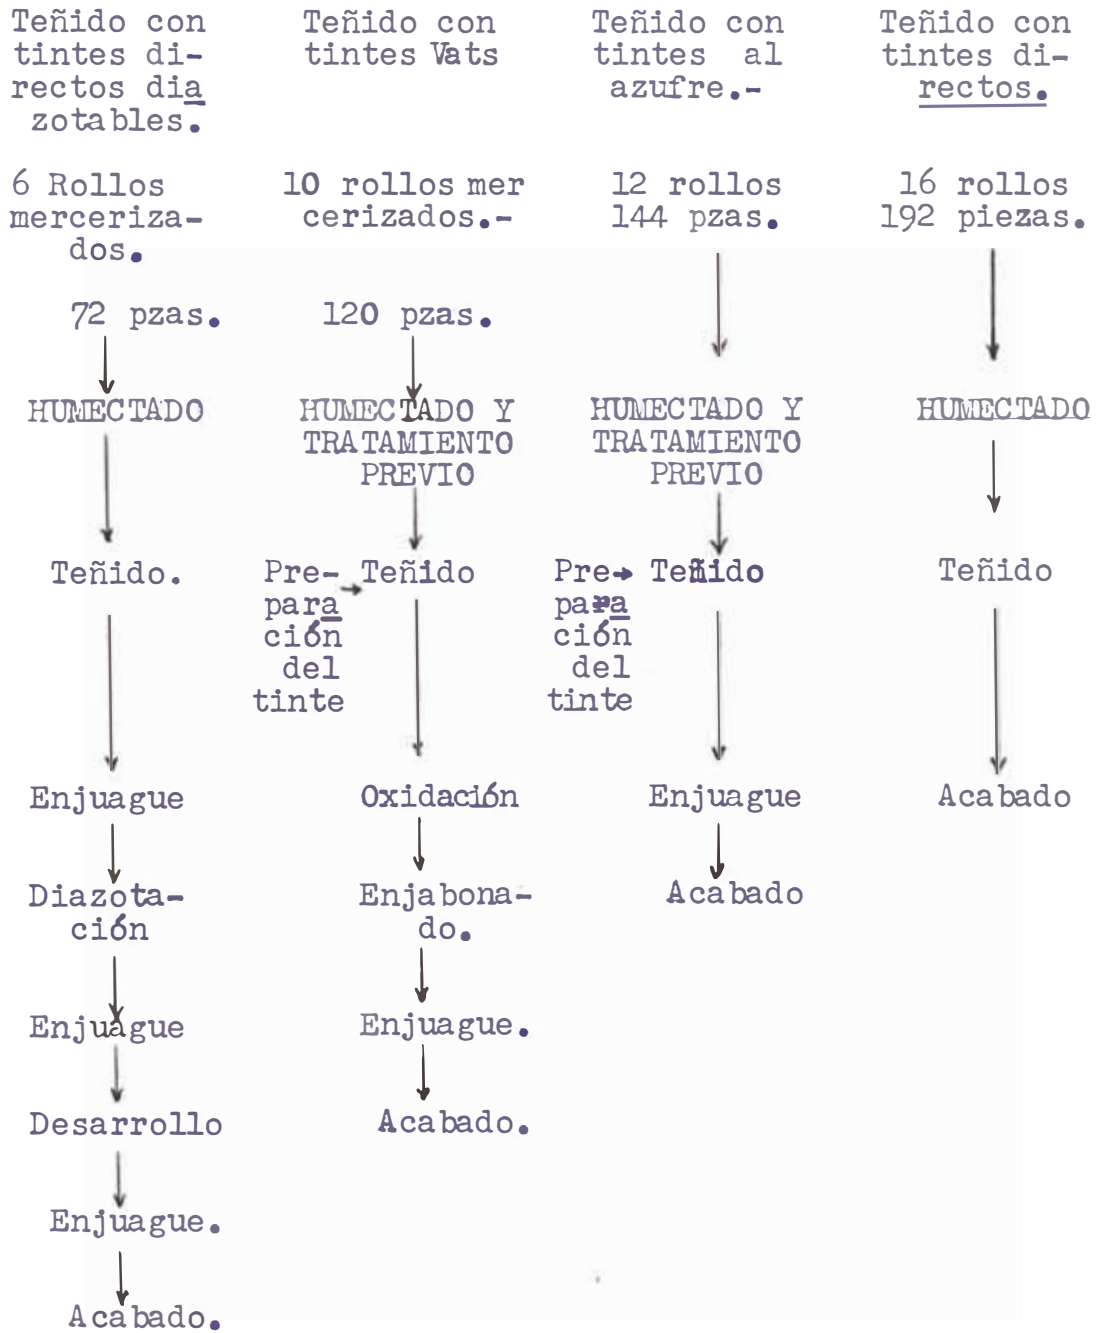 Teñido con
tintes di-
rectos dia
zotables.
6 Rollos
merceriza-
dos.
72 pzas.
HUMECTADO
Teñido.
Enjuague
Diazota-
ción
Enjuague
Desarrollo
Enjuague.
Acabado.
Teñido con
tintes Vats
10 rollos mer
cerizados.-
120 pzas.
HUMECTADO Y
TRATAMIENTO
PREVIO
Pre-
para
ción
del
tinte
Teñido
Oxidación
Enjabona-
do.
Enjuague.
Acabado.
Teñido con
tintes al
azufre.-
12 rollos
144 pzas.
HUMECTADO Y
TRATAMIENTO
PREVIO
Pre
para
ción
del
tinte
Teñido
Enjuague
Acabado
Teñido con
tintes di-
rectos.
16 rollos
192 piezas.
HUMECTADO
Teñido
Acabado